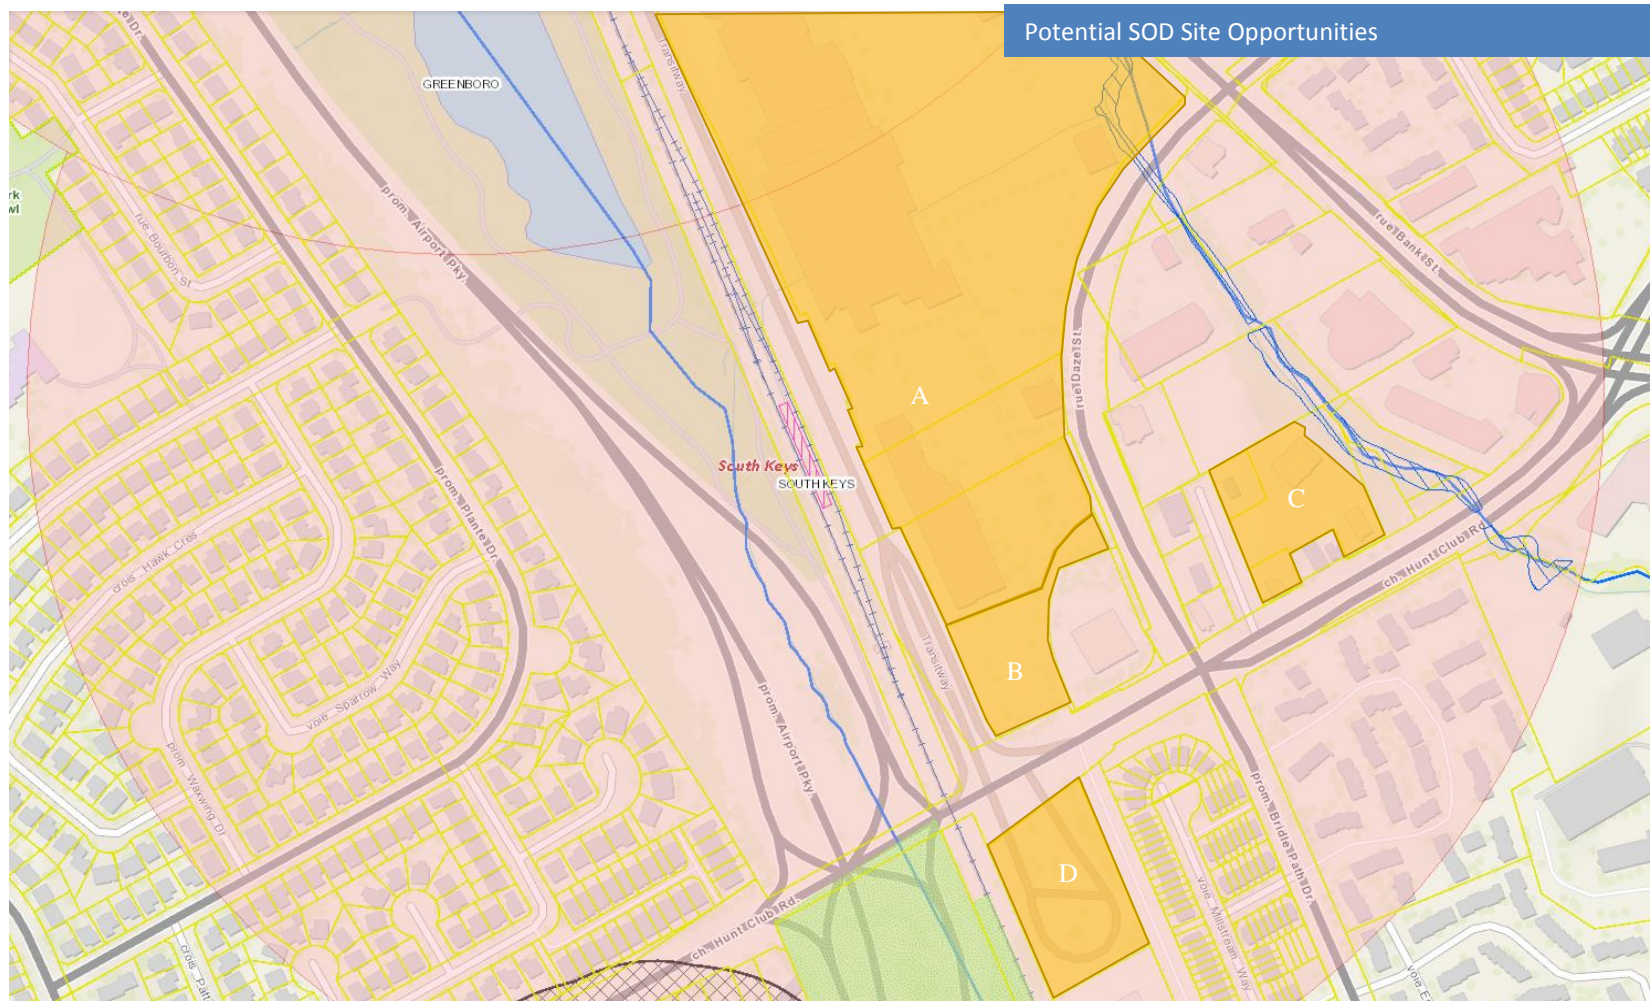 Potential SOD Site Opportunities
Transitway
GREENBORO
prom. Airport Pky.
rue Bourbon St
rue Bank St.
rue Daze St.
A
South Keys
SOUTH KEYS
C
prom. Plante Dr.
crois Hawk Cres
ch. Hunt Club Rd.
voie Sparrow Way
Transitway
B
prom. Waxwing Dr
prom. Airport Pky.
prom. Bridle Path Dr.
D
voie Millstream Way
ch. Hunt Club Rd.